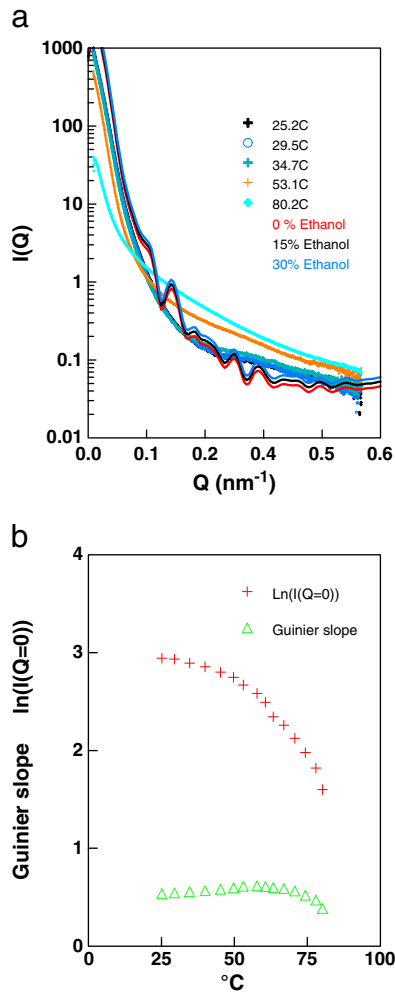 a
1000
100
10
1
0.1
0.01
I(Q)
25.2C
29.5C
34.7C
53.1C
80.2C
0 % Ethanol
15% Ethanol
30% Ethanol
0.0 0.1 0.2 0.4 0.5 0.6
Q (nm⁻¹)
b
4
3
2
1
0
Guinier slope ln(I(Q=0))
Ln(I(Q=0))
Guinier slope
0 25 50 75 100
°C